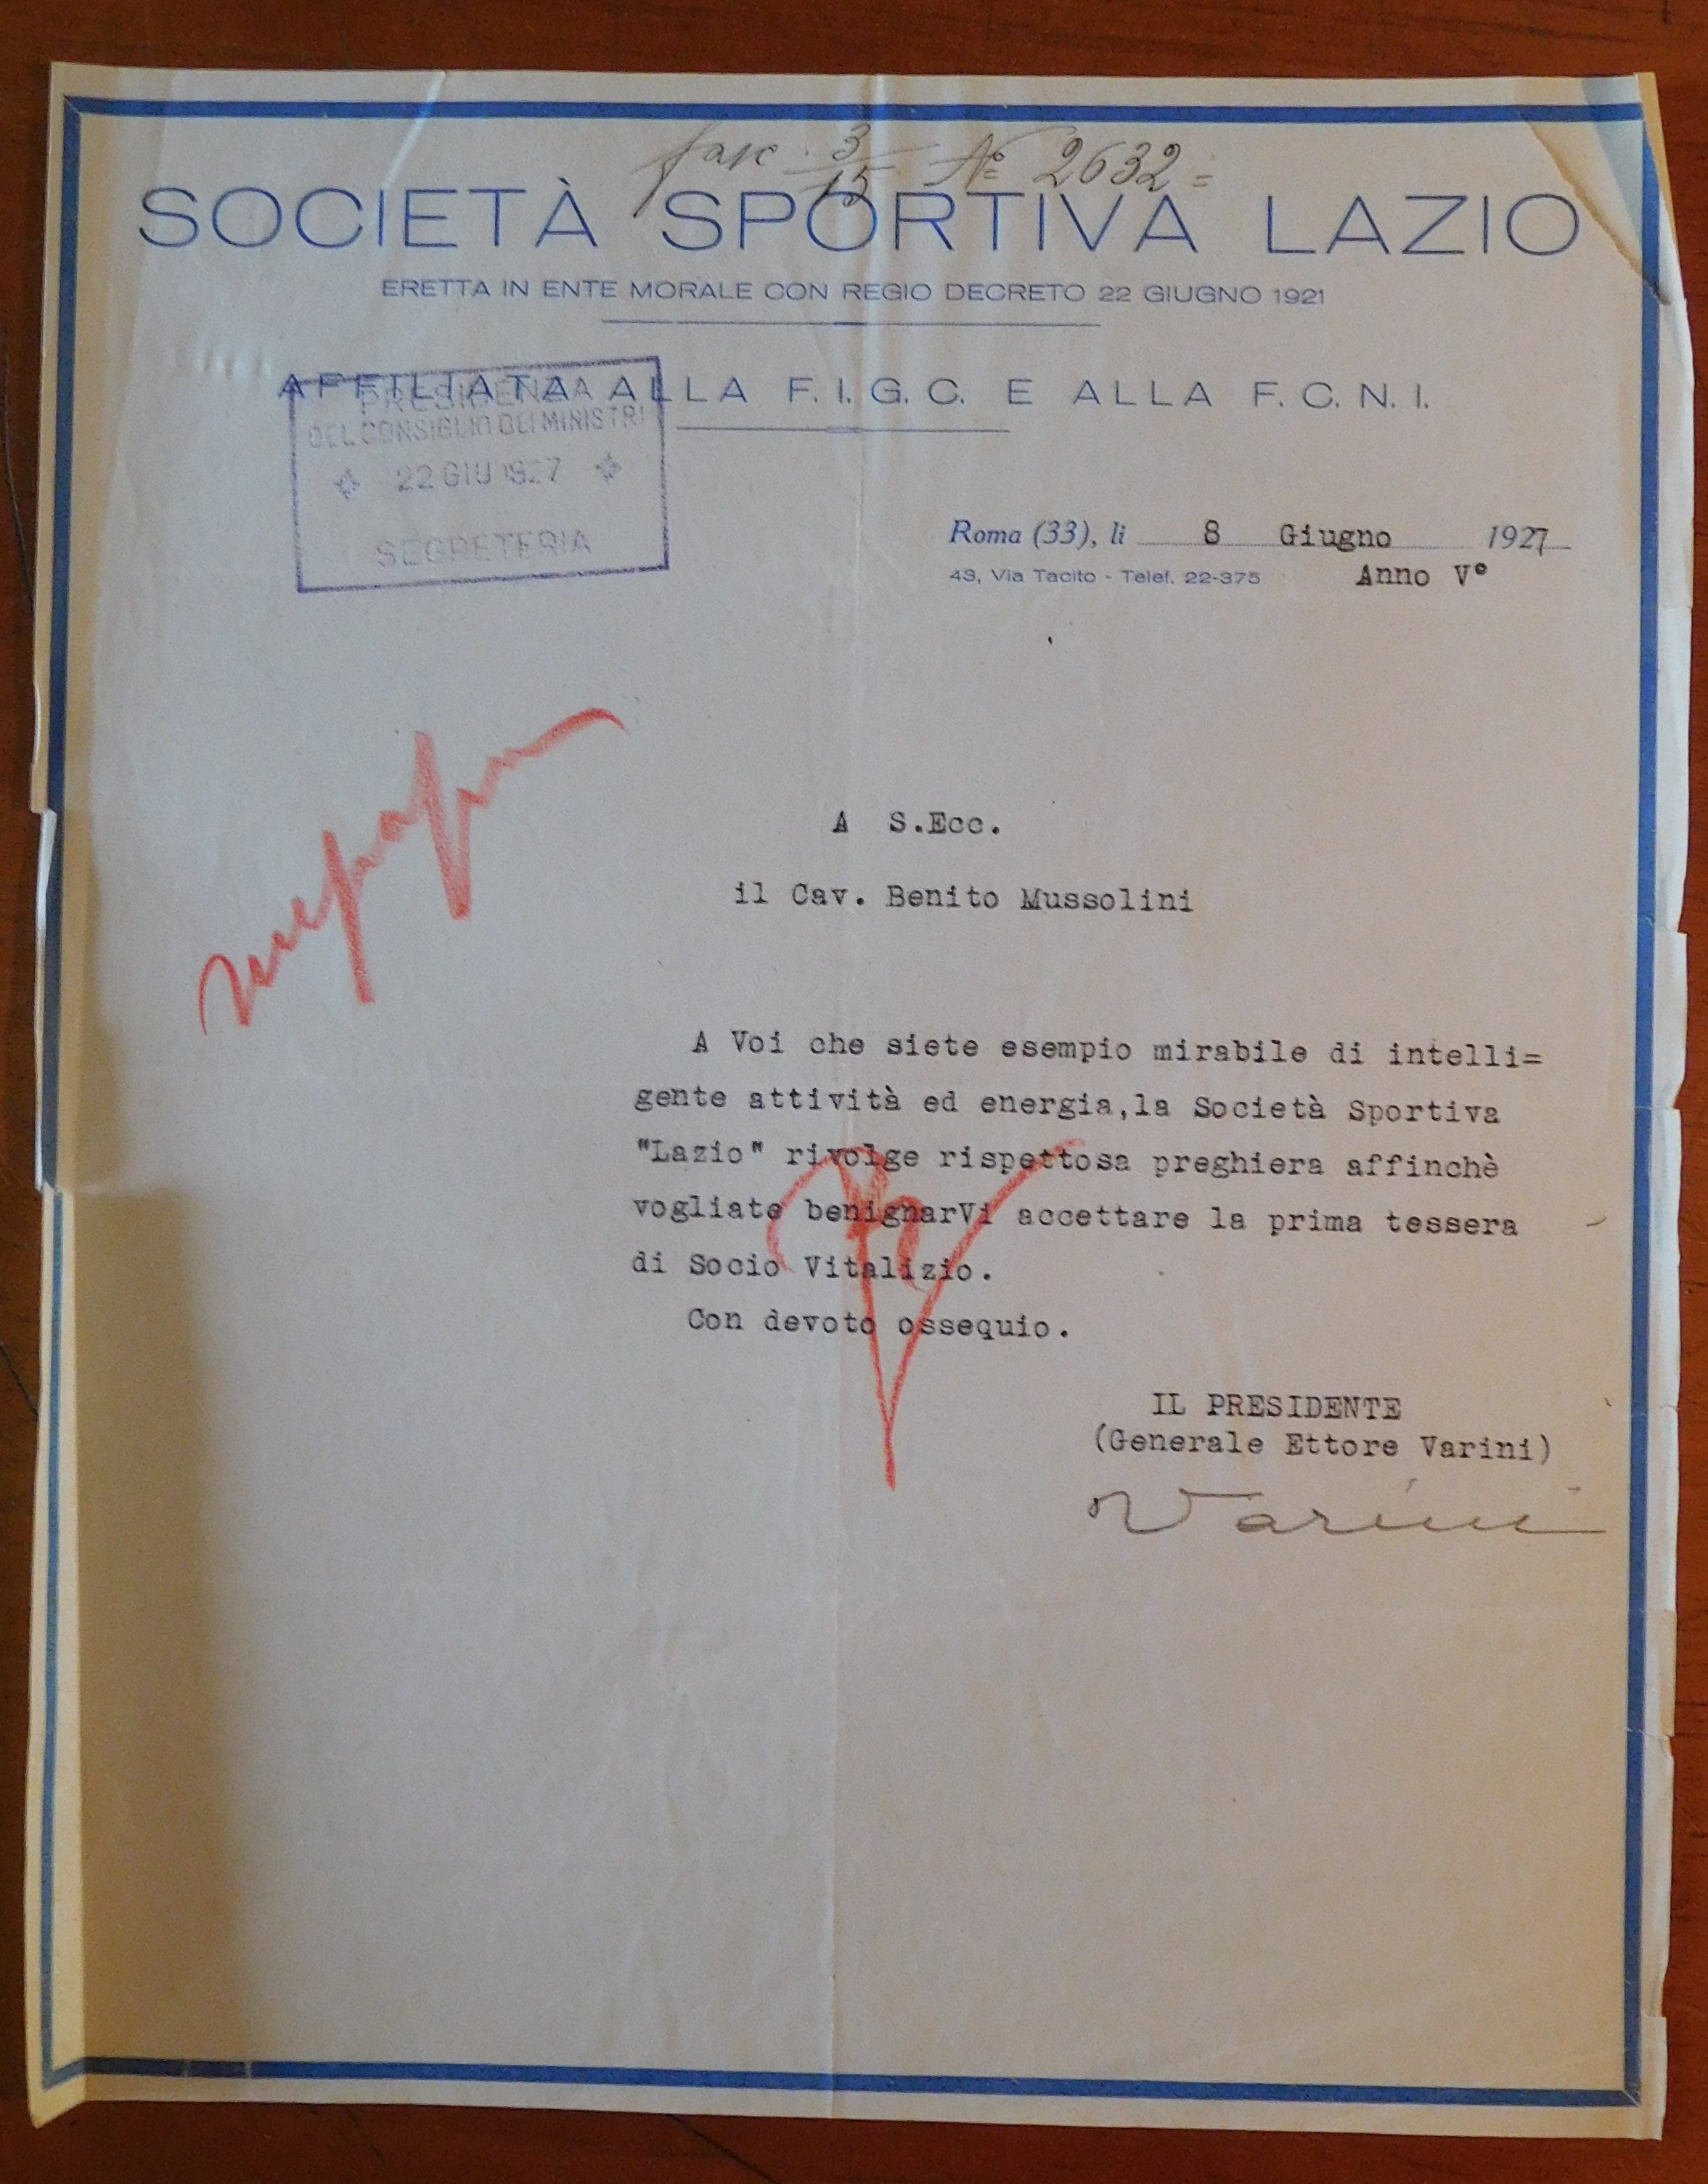 fasc. 3/15 Nº 2632=
SOCIETÀ SPORTIVA LAZIO
ERETTA IN ENTE MORALE CON REGIO DECRETO 22 GIUGNO 1921
AFFILIATA ALLA F.I.G.C. E ALLA F.C.N.I.
PRESIDENZA
DEL CONSIGLIO DEI MINISTRI
22 GIU 1927
SEGRETERIA
Roma (33), li 8 Giugno 1927
43, Via Tacito - Telef. 22-375 Anno Vº
A S.Ecc.
il Cav. Benito Mussolini
A Voi che siete esempio mirabile di intelli=
gente attività ed energia,la Società Sportiva
"Lazio" rivolge rispettosa preghiera affinchè
vogliate benignarVi accettare la prima tessera
di Socio Vitalizio.
Con devoto ossequio.
IL PRESIDENTE
(Generale Ettore Varini)
Varini